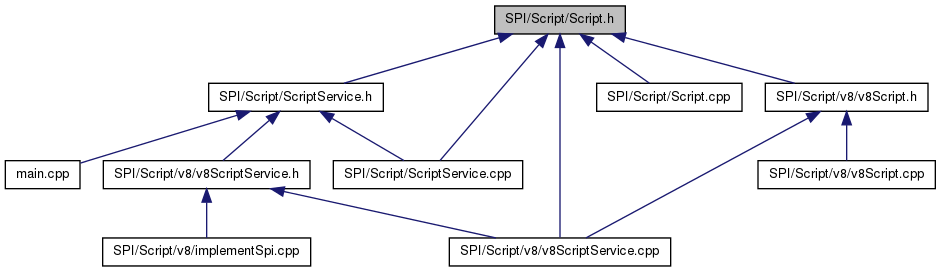 SPI/Script/Script.h
SPI/Script/ScriptService.h
SPI/Script/Script.cpp
SPI/Script/v8/v8Script.h
main.cpp
SPI/Script/v8/v8ScriptService.h
SPI/Script/ScriptService.cpp
SPI/Script/v8/v8Script.cpp
SPI/Script/v8/implementSpi.cpp
SPI/Script/v8/v8ScriptService.cpp